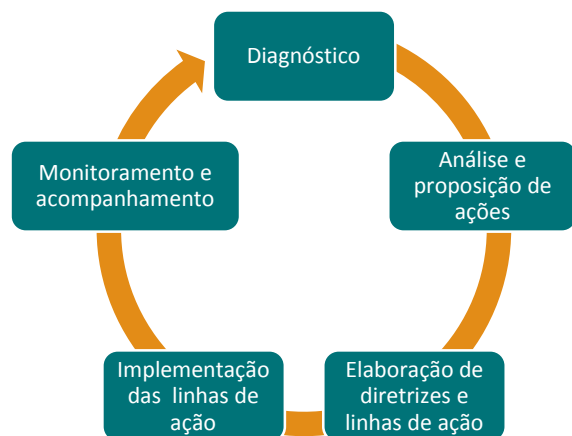 Diagnóstico
Análise e
proposição de
ações
Elaboração de
diretrizes e
linhas de ação
Implementação
das linhas de
ação
Monitoramento e
acompanhamento